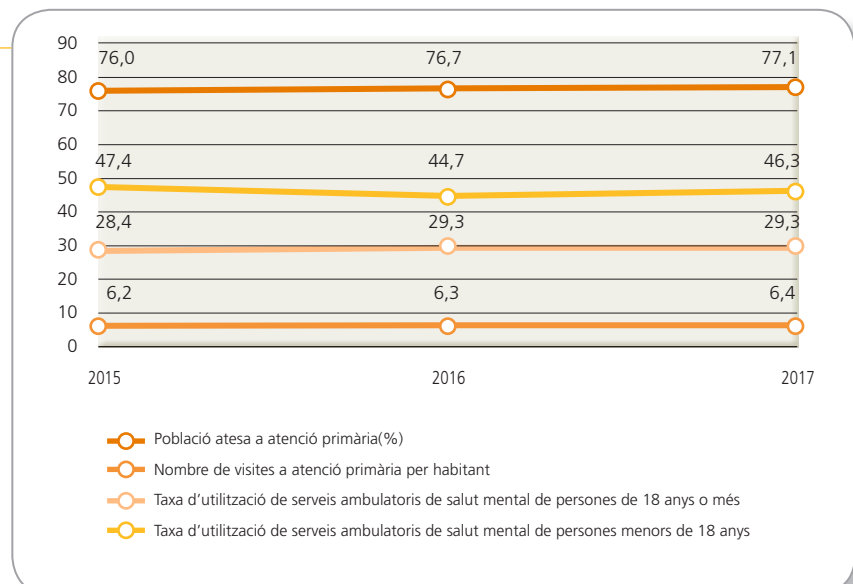 90
76,0 76,7 77,1
80
70
60
47,4 44,7 46,3
50
40
28,4 29,3 29,3
30
20
6,2 6,3 6,4
10
0
2015 2016 2017
Població atesa a atenció primària(%)
Nombre de visites a atenció primària per habitant
Taxa d'utilització de serveis ambulatoris de salut mental de persones de 18 anys o més
Taxa d'utilització de serveis ambulatoris de salut mental de persones menors de 18 anys